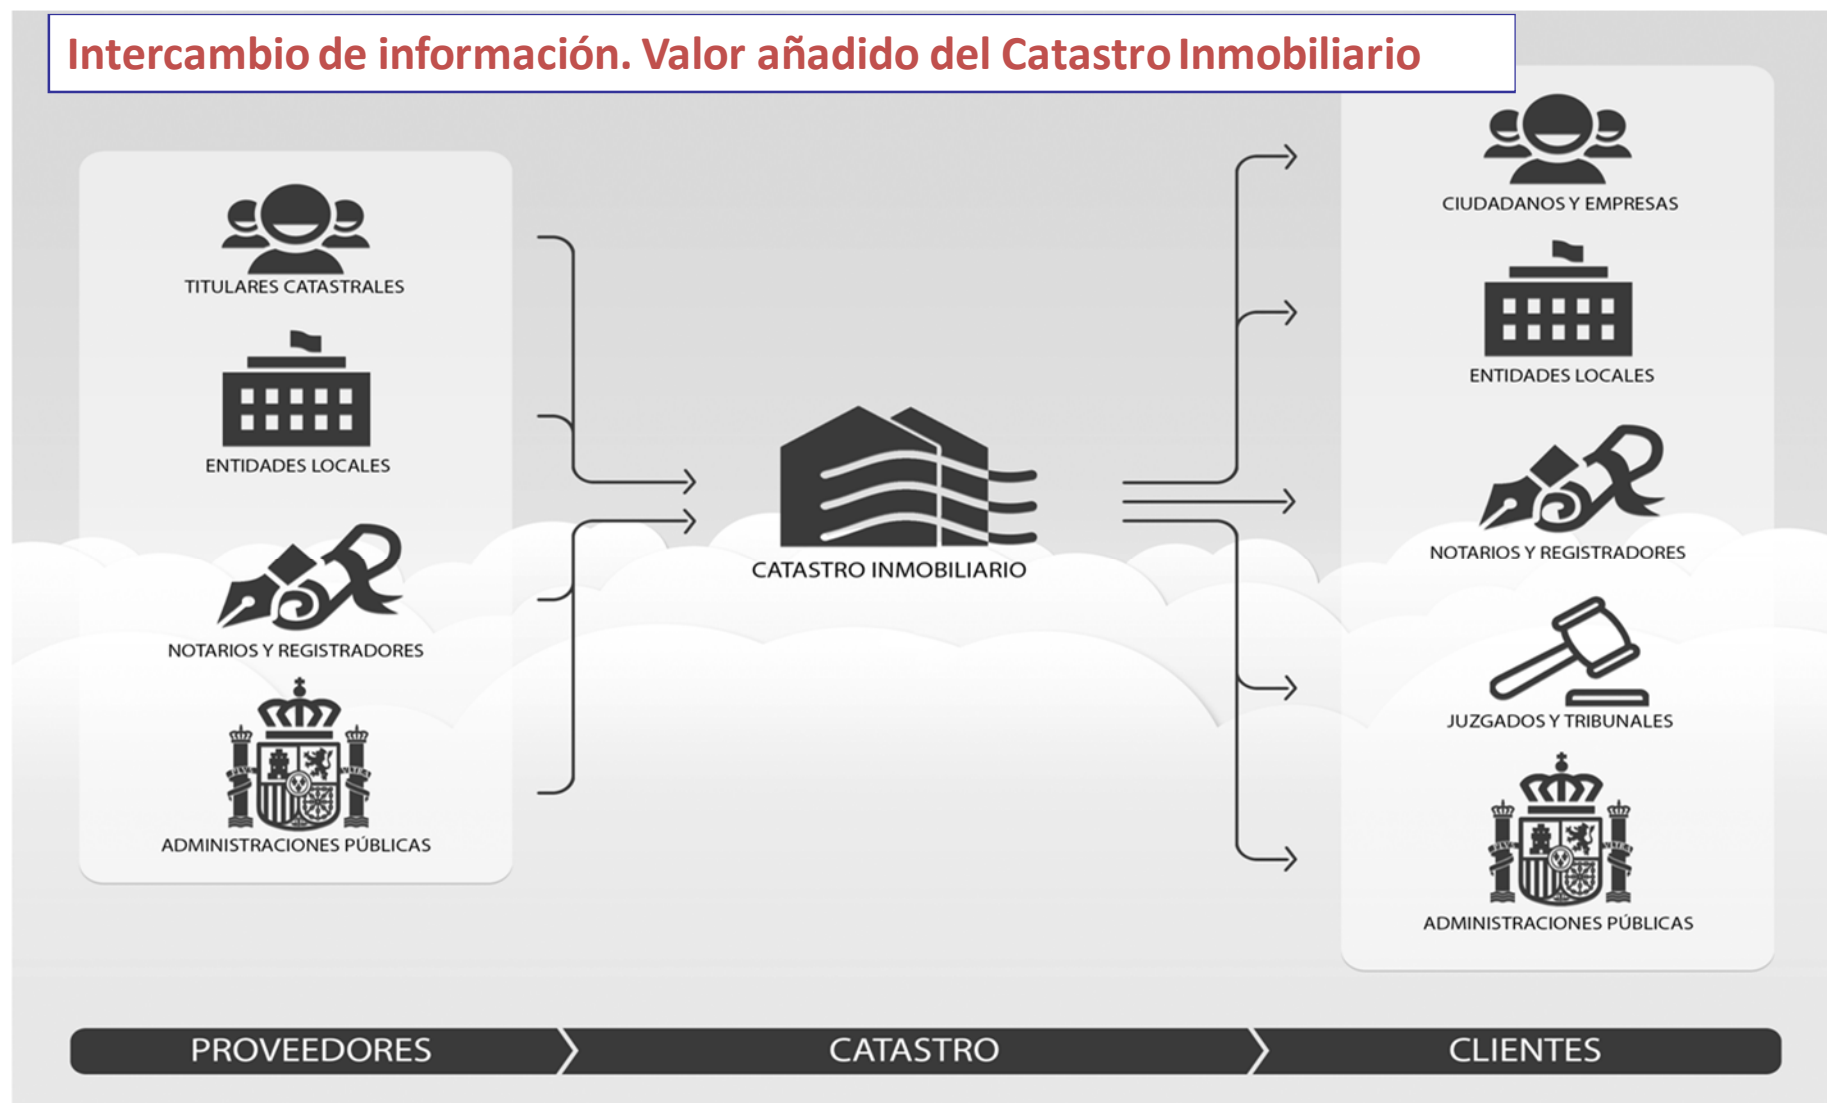 Intercambio de información. Valor añadido del Catastro Inmobiliario
TITULARES CATASTRALES
ENTIDADES LOCALES
NOTARIOS Y REGISTRADORES
ADMINISTRACIONES PÚBLICAS
CATASTRO INMOBILIARIO
CIUDADANOS Y EMPRESAS
ENTIDADES LOCALES
NOTARIOS Y REGISTRADORES
JUZGADOS Y TRIBUNALES
ADMINISTRACIONES PÚBLICAS
PROVEEDORES
CATASTRO
CLIENTES